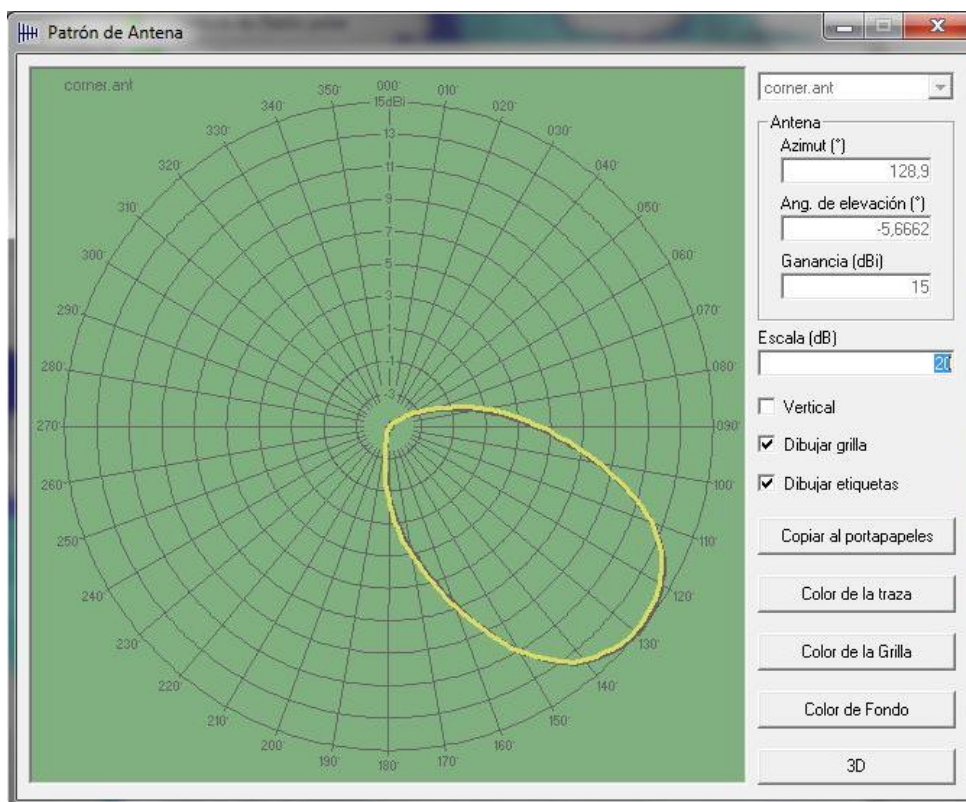 Patrón de Antena
corner.ant
000'
010'
020'
030'
040'
050'
060'
070'
080'
090'
100'
110'
120'
130'
140'
150'
160'
170'
180'
190'
200'
210'
220'
230'
240'
250'
260'
270'
280'
290'
300'
310'
320'
330'
340'
350'
15dBi
13
11
9
7
5
3
1
-1
-3
corner.ant
Antena
Azimut (°)
128,9
Ang. de elevación (°)
-5,6662
Ganancia (dBi)
15
Escala (dB)
20
Vertical
Dibujar grilla
Dibujar etiquetas
Copiar al portapapeles
Color de la traza
Color de la Grilla
Color de Fondo
3D